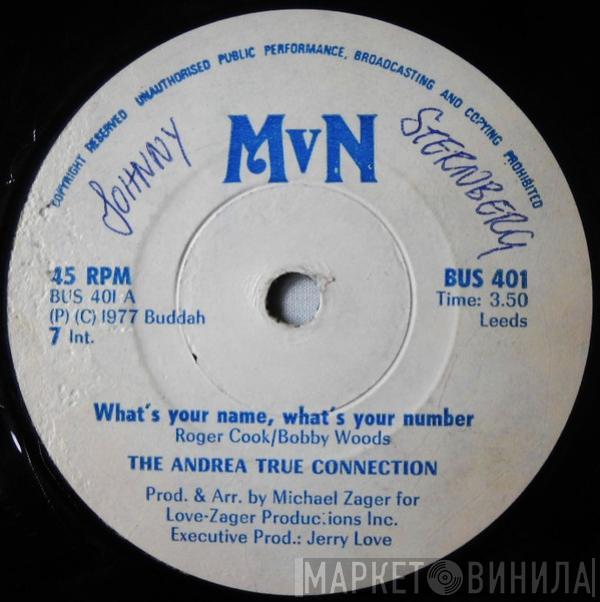 COPYRIGHT RESERVED UNAUTHORISED PUBLIC PERFORMANCE, BROADCASTING AND COPYING PROHIBITED
JOHNNY
MVN
STERNBERG
45 RPM
BUS 401 A
(P) (C) 1977 Buddah
7 Int.
BUS 401
Time: 3.50
Leeds
What's your name, what's your number
Roger Cook/Bobby Woods
THE ANDREA TRUE CONNECTION
Prod. & Arr. by Michael Zager for
Love-Zager Productions Inc.
Executive Prod.: Jerry Love
МАРКЕТ ВИНИЛА